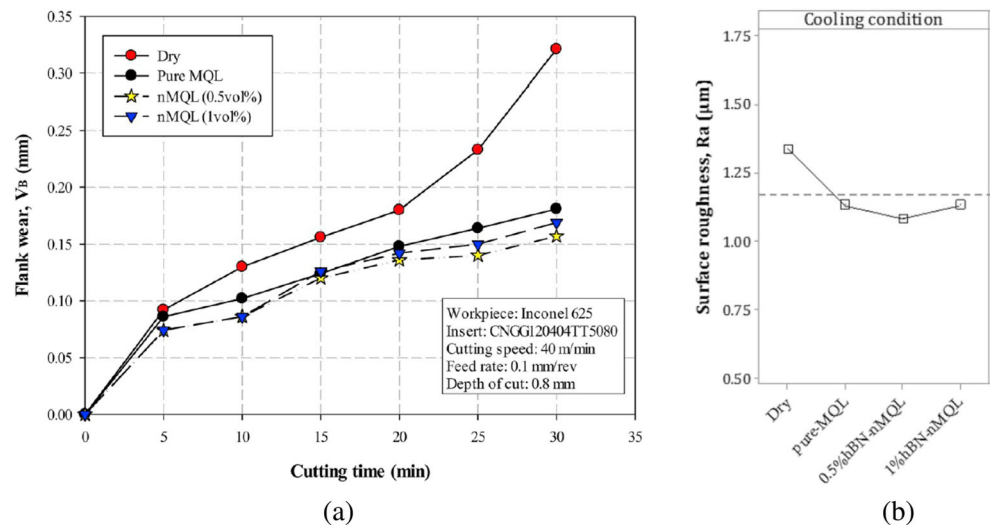 0.35
0.30
0.25
0.20
0.15
0.10
0.05
0.00
Flank wear, VB (mm)
Dry
Pure MQL
nMQL (0.5vol%)
nMQL (1vol%)
Workpiece: Inconel 625
Insert: CNGG120404TT5080
Cutting speed: 40 m/min
Feed rate: 0.1 mm/rev
Depth of cut: 0.8 mm
0 5 10 15 20 25 30 35
Cutting time (min)
(a)
Cooling condition
1.75
1.50
1.25
1.00
0.75
0.50
Surface roughness, Ra (µm)
Dry
pure-MQL
0.5%hBN-nMQL
1%hBN-nMQL
(b)